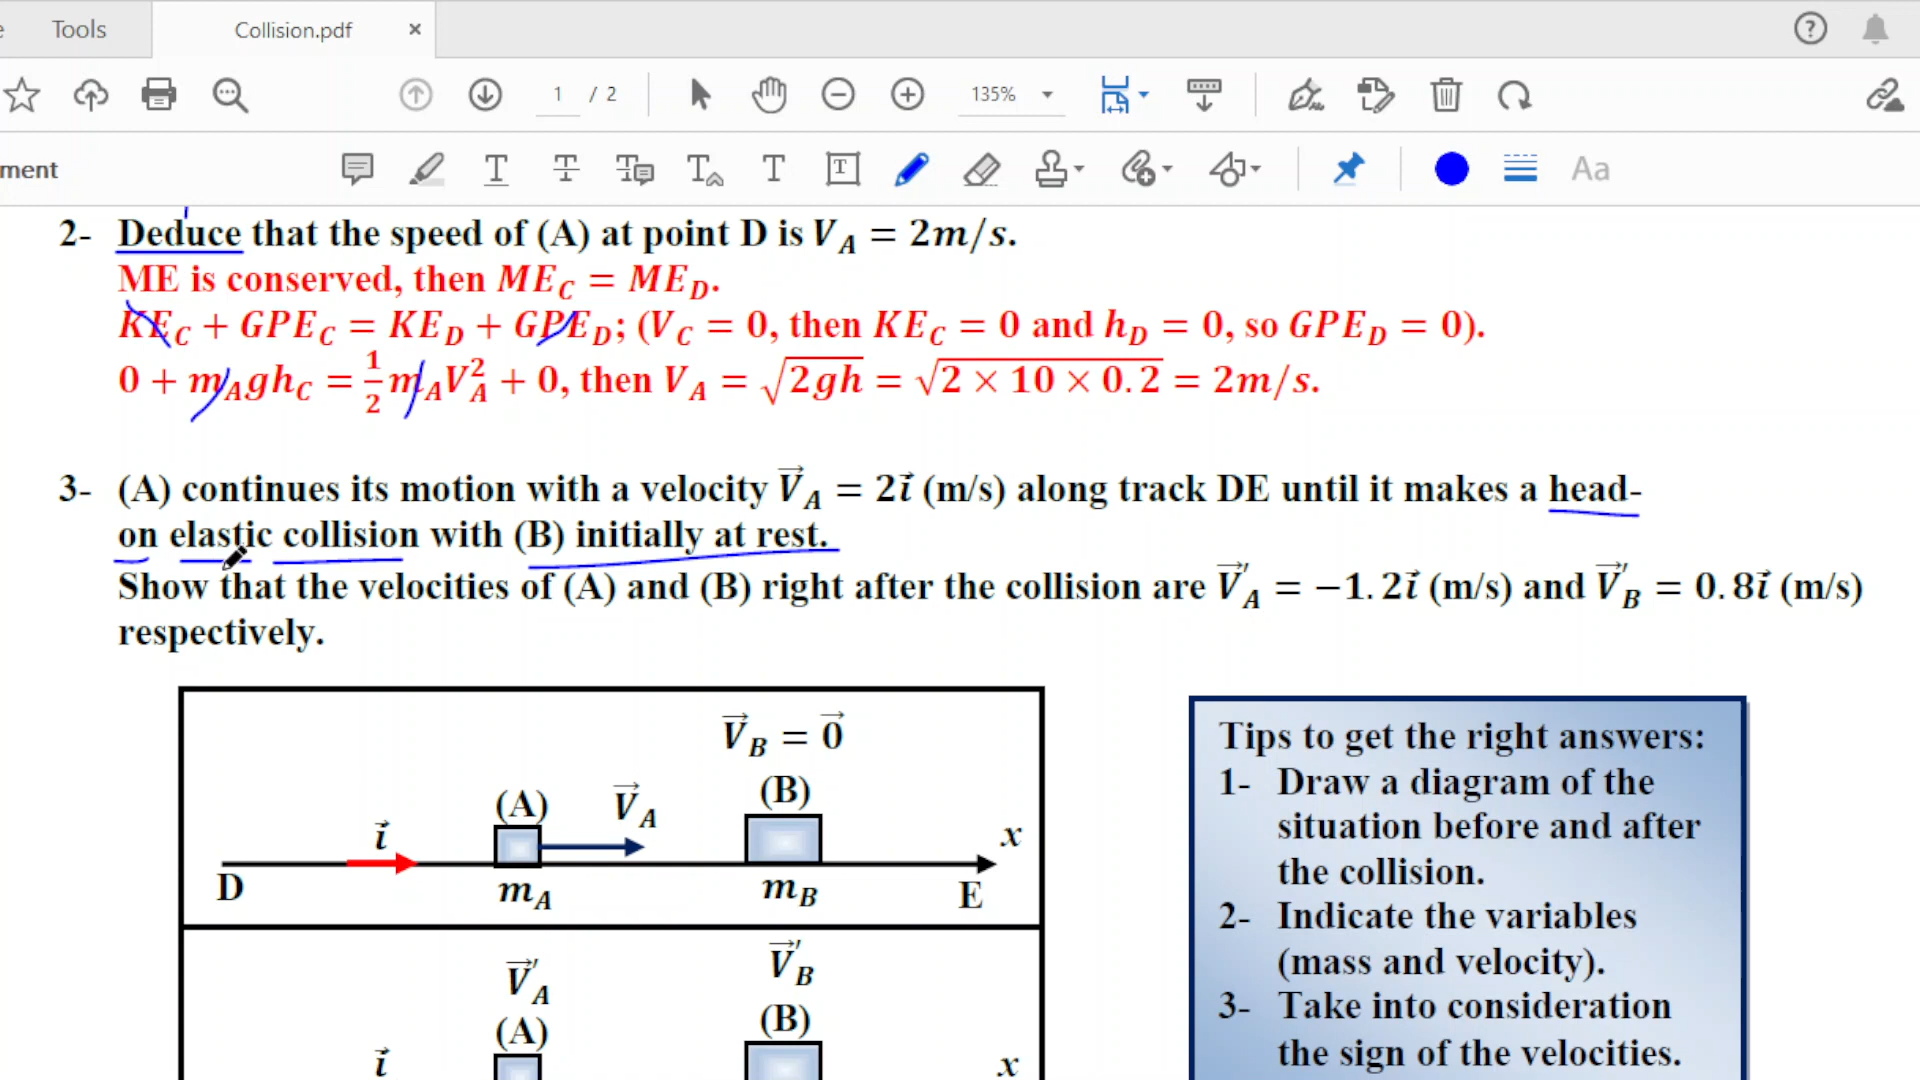 Tools
Collision.pdf ×
1 / 2
135%
ment
Aa
2- Deduce that the speed of (A) at point D is V_A = 2m/s.
ME is conserved, then ME_C = ME_D.
KE_C + GPE_C = KE_D + GPE_D; (V_C = 0, then KE_C = 0 and h_D = 0, so GPE_D = 0).
0 + m_A gh_C = ½ m_A V_A² + 0, then V_A = √2gh = √2 × 10 × 0.2 = 2m/s.
3- (A) continues its motion with a velocity V⃗_A = 2i⃗ (m/s) along track DE until it makes a head-
on elastic collision with (B) initially at rest.
Show that the velocities of (A) and (B) right after the collision are V⃗'_A = −1.2i⃗ (m/s) and V⃗'_B = 0.8i⃗ (m/s)
respectively.
V⃗_B = 0⃗
(A) V⃗_A (B)
i⃗ x
D m_A m_B E
V⃗'_A V⃗'_B
(A) (B)
i⃗ x
Tips to get the right answers:
1- Draw a diagram of the
situation before and after
the collision.
2- Indicate the variables
(mass and velocity).
3- Take into consideration
the sign of the velocities.